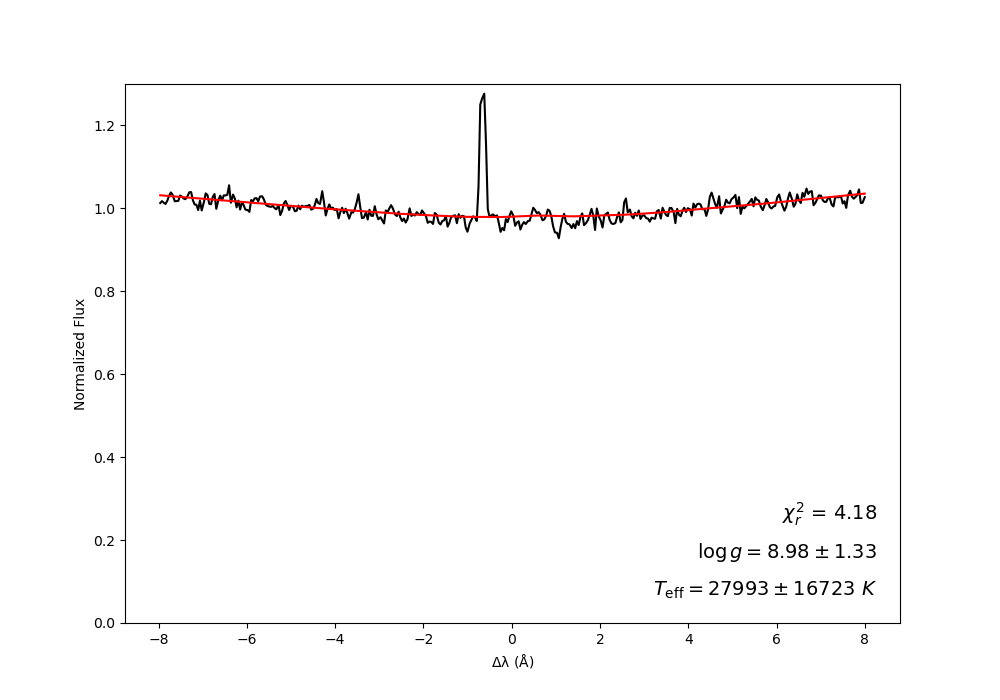 1.2
1.0
0.8
0.6
0.4
0.2
0.0
Normalized Flux
χ²ᵣ = 4.18
log g = 8.98 ± 1.33
T_eff = 27993 ± 16723 K
−8 −6 −4 −2 0 2 4 6 8
Δλ (Å)